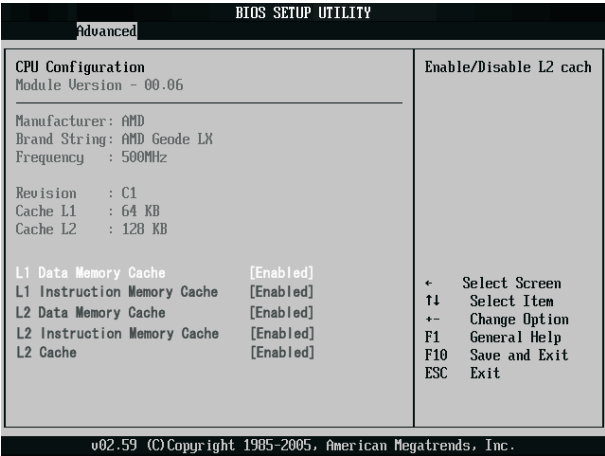 BIOS SETUP UTILITY
Advanced
CPU Configuration
Module Version - 00.06
Manufacturer: AMD
Brand String: AMD Geode LX
Frequency : 500MHz
Revision : C1
Cache L1 : 64 KB
Cache L2 : 128 KB
L1 Data Memory Cache [Enabled]
L1 Instruction Memory Cache [Enabled]
L2 Data Memory Cache [Enabled]
L2 Instruction Memory Cache [Enabled]
L2 Cache [Enabled]
Enable/Disable L2 cach
← Select Screen
↑↓ Select Item
+- Change Option
F1 General Help
F10 Save and Exit
ESC Exit
v02.59 (C)Copyright 1985-2005, American Megatrends, Inc.